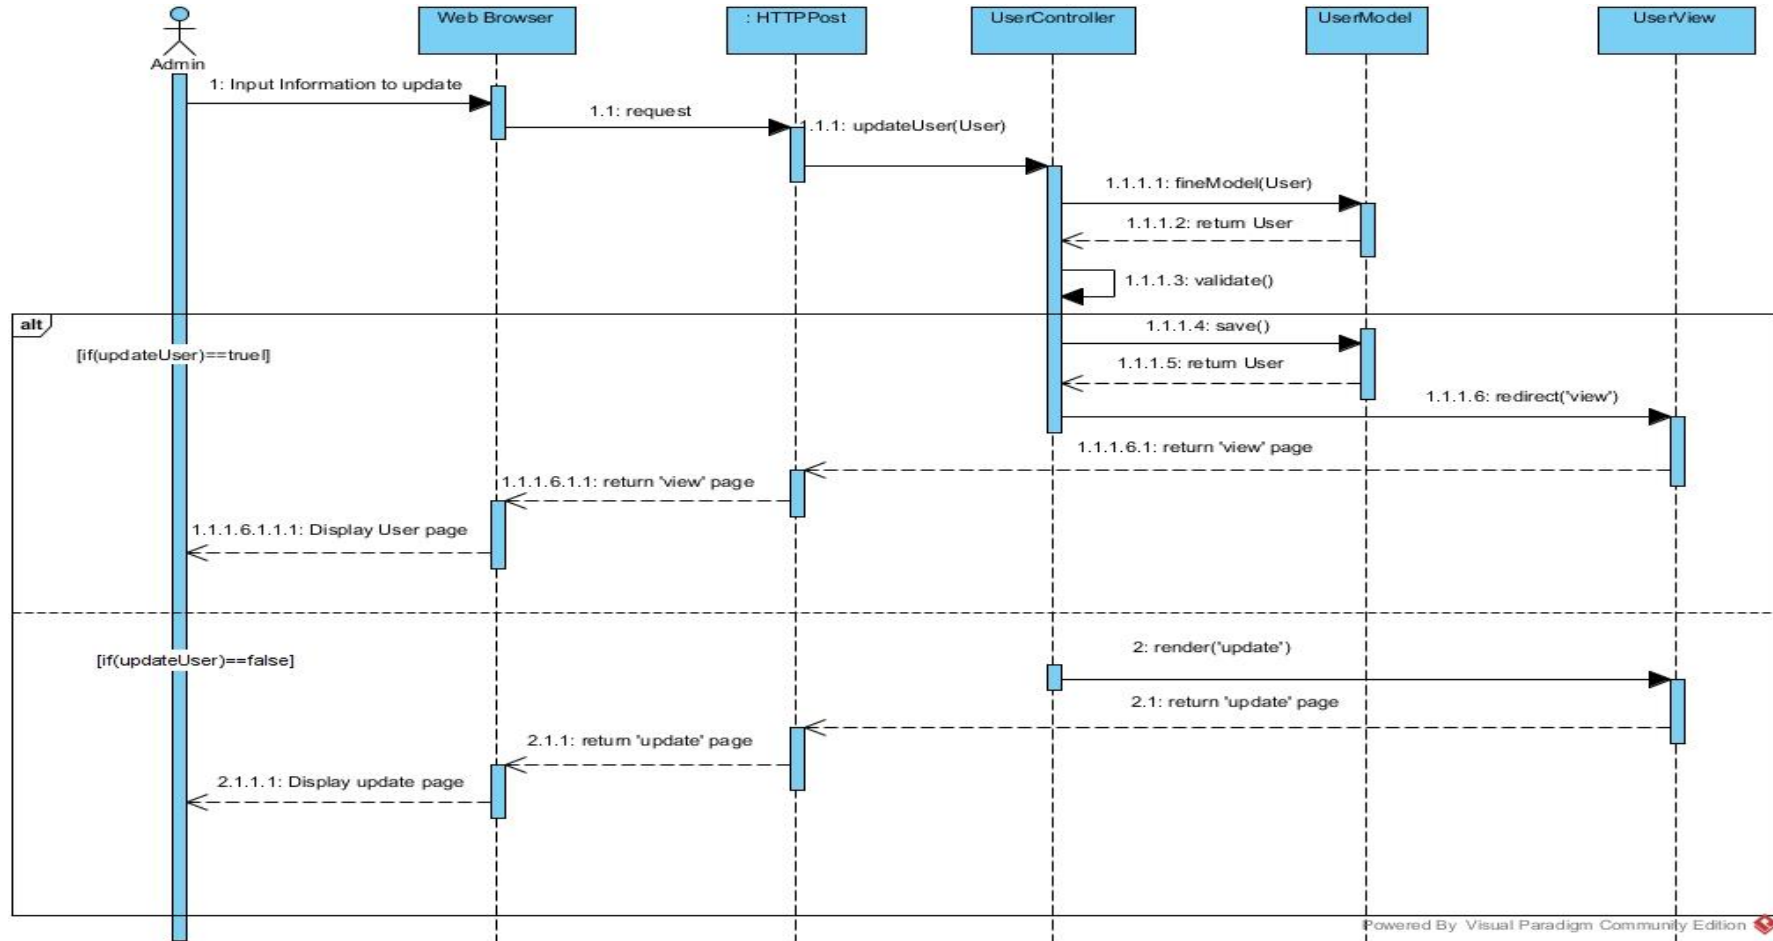 Web Browser
: HTTPPost
UserController
UserModel
UserView
Admin
1: Input Information to update
1.1: request
1.1.1: updateUser(User)
1.1.1.1: fineModel(User)
1.1.1.2: return User
1.1.1.3: validate()
alt
1.1.1.4: save()
[if(updateUser)==truel]
1.1.1.5: return User
1.1.1.6: redirect('view')
1.1.1.6.1: return 'view' page
1.1.1.6.1.1: return 'view' page
1.1.1.6.1.1.1: Display User page
2: render('update')
[if(updateUser)==false]
2.1: return 'update' page
2.1.1: return 'update' page
2.1.1.1: Display update page
Powered By Visual Paradigm Community Edition